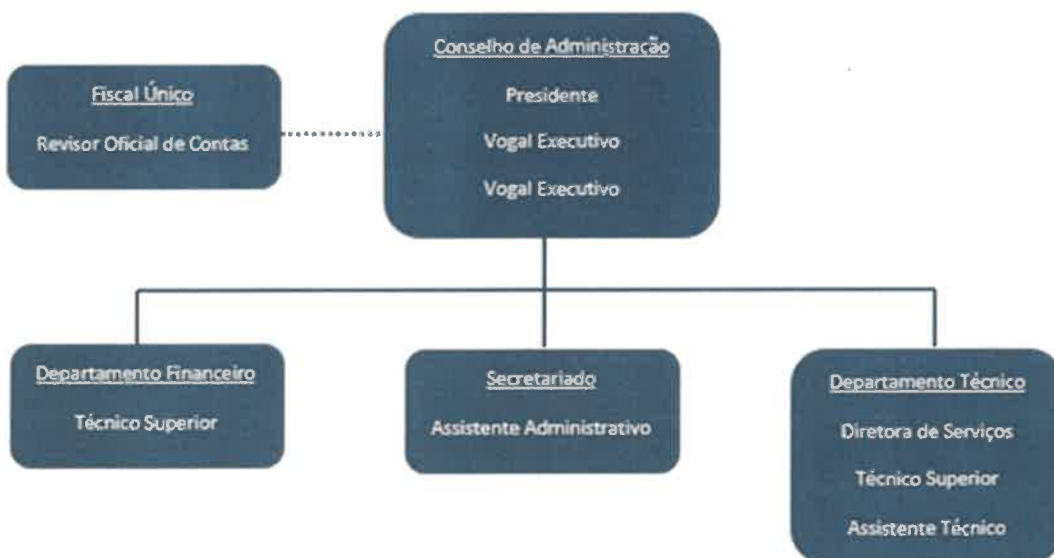 Conselho de Administração
Presidente
Vogal Executivo
Vogal Executivo
Fiscal Único
Revisor Oficial de Contas
Departamento Financeiro
Técnico Superior
Secretariado
Assistente Administrativo
Departamento Técnico
Diretora de Serviços
Técnico Superior
Assistente Técnico